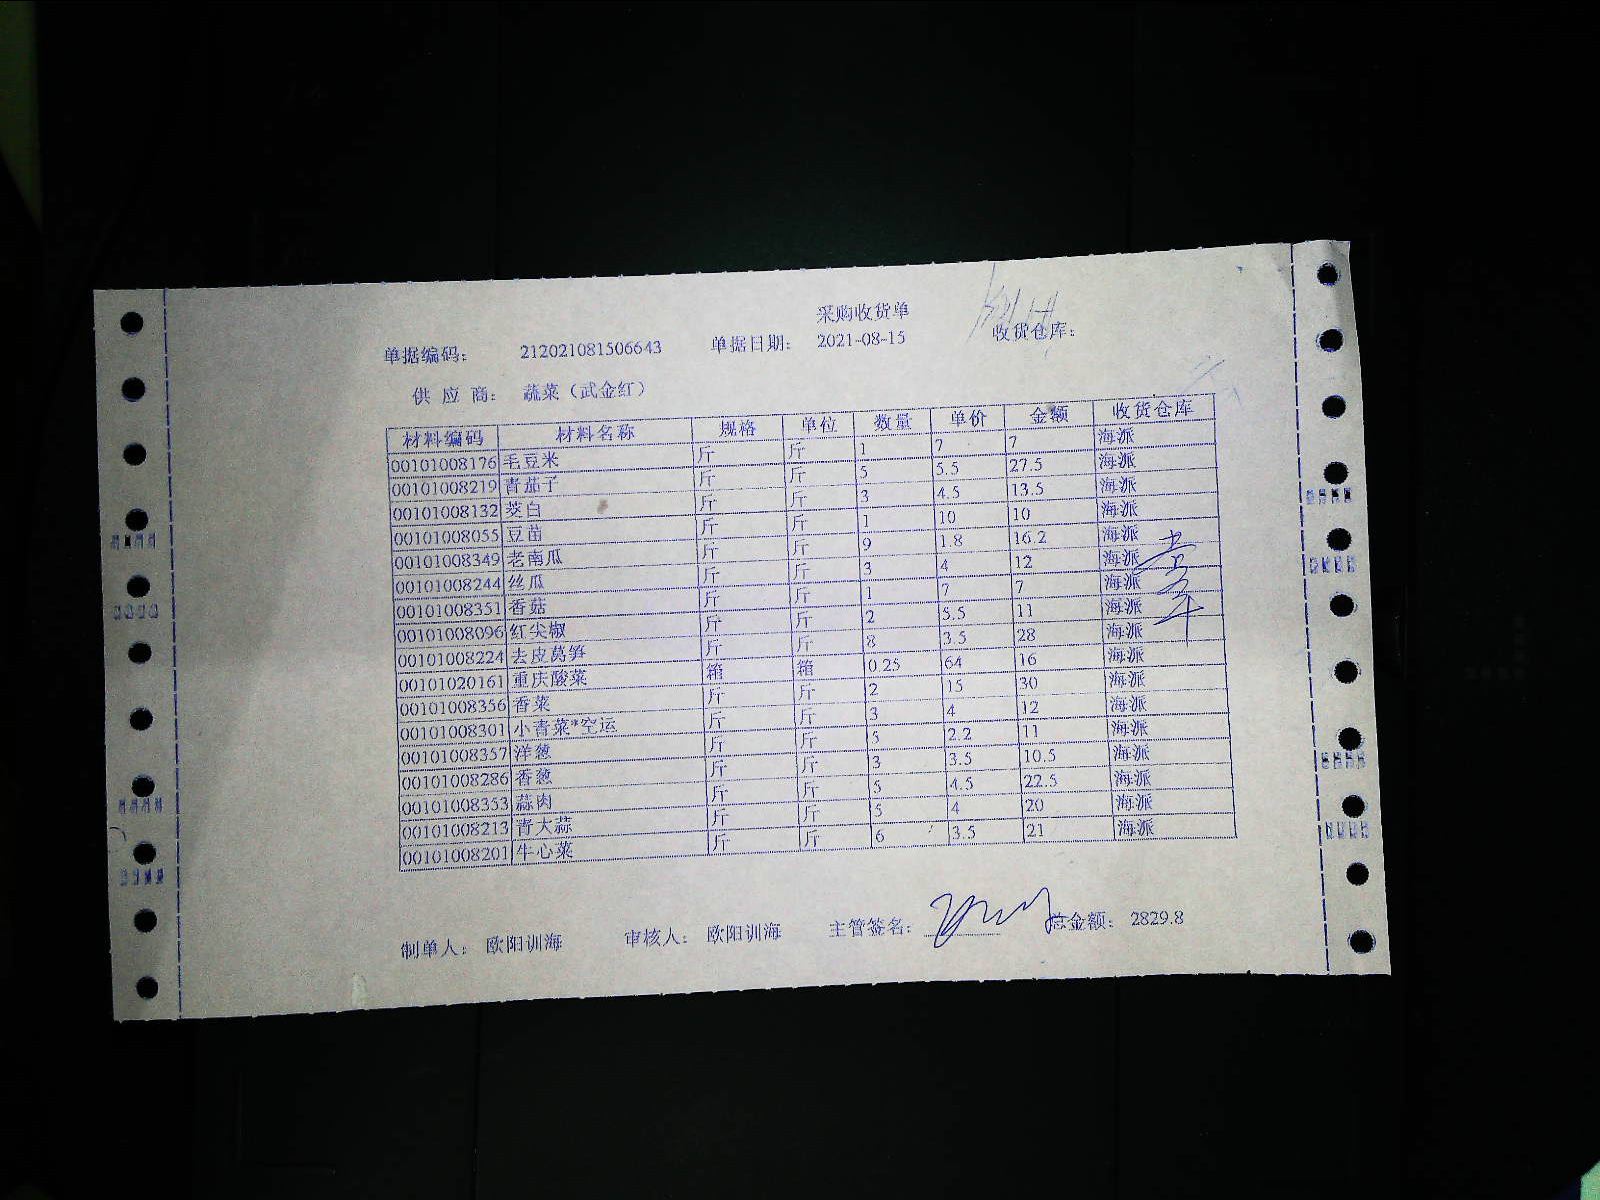 采购收货单
单据编码： 212021081506643 单据日期： 2021-08-15 收货仓库：
供 应 商： 蔬菜（武金红）
材料编码 材料名称 规格 单位 数量 单价 金额 收货仓库
00101008176 毛豆米 斤 斤 1 7 7 海派
00101008219 青茄子 斤 斤 5 5.5 27.5 海派
00101008132 茭白 斤 斤 3 4.5 13.5 海派
00101008055 豆苗 斤 斤 1 10 10 海派
00101008349 老南瓜 斤 斤 9 1.8 16.2 海派
00101008244 丝瓜 斤 斤 3 4 12 海派
00101008351 香菇 斤 斤 1 7 7 海派
00101008096 红尖椒 斤 斤 2 5.5 11 海派
00101008224 去皮莴笋 斤 斤 8 3.5 28 海派
00101020161 重庆酸菜 箱 箱 0.25 64 16 海派
00101008356 香菜 斤 斤 2 15 30 海派
00101008301 小青菜*空运 斤 斤 3 4 12 海派
00101008357 洋葱 斤 斤 5 2.2 11 海派
00101008286 香葱 斤 斤 3 3.5 10.5 海派
00101008353 蒜肉 斤 斤 5 4.5 22.5 海派
00101008213 青大蒜 斤 斤 5 4 20 海派
00101008201 牛心菜 斤 斤 6 3.5 21 海派
制单人： 欧阳训海 审核人： 欧阳训海 主管签名： 总金额： 2829.8